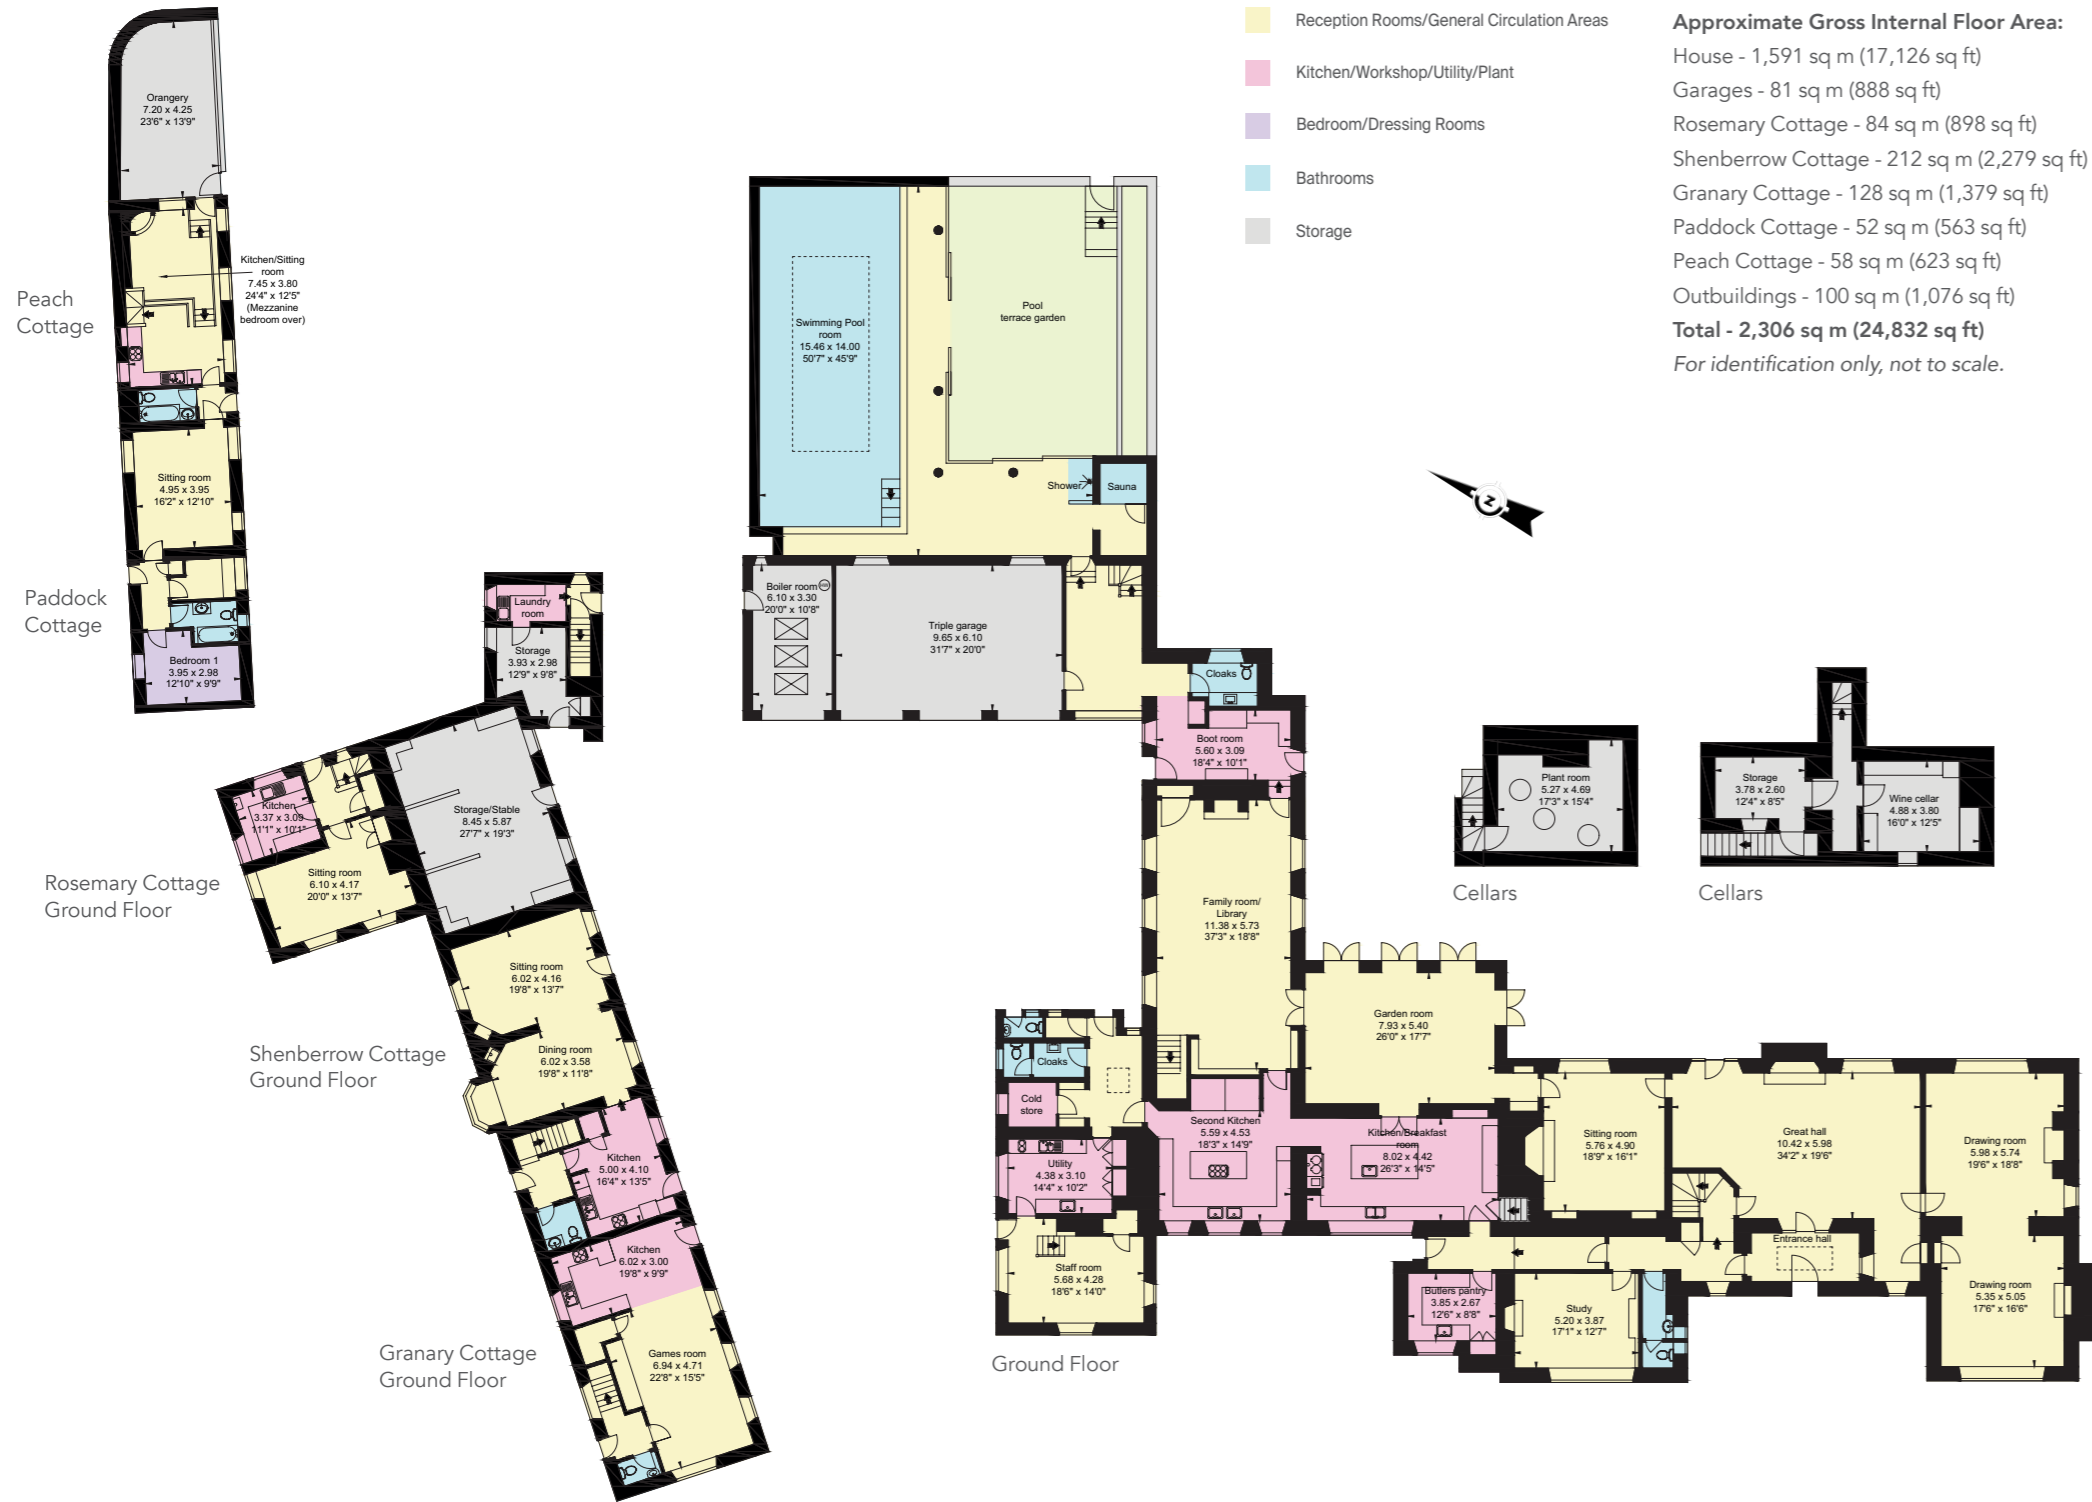 Reception Rooms/General Circulation Areas
Kitchen/Workshop/Utility/Plant
Bedroom/Dressing Rooms
Bathrooms
Storage
Approximate Gross Internal Floor Area:
House - 1,591 sq m (17,126 sq ft)
Garages - 81 sq m (888 sq ft)
Rosemary Cottage - 84 sq m (898 sq ft)
Shenberrow Cottage - 212 sq m (2,279 sq ft)
Granary Cottage - 128 sq m (1,379 sq ft)
Paddock Cottage - 52 sq m (563 sq ft)
Peach Cottage - 58 sq m (623 sq ft)
Outbuildings - 100 sq m (1,076 sq ft)
Total - 2,306 sq m (24,832 sq ft)
For identification only, not to scale.
Orangery
7.20 x 4.25
23'6" x 13'9"
Kitchen/Sitting
room
7.45 x 3.80
24'4" x 12'5"
(Mezzanine
bedroom over)
Peach
Cottage
Sitting room
4.95 x 3.95
16'2" x 12'10"
Paddock
Cottage
Bedroom 1
3.95 x 2.98
12'10" x 9'9"
Laundry
room
Storage
3.93 x 2.98
12'9" x 9'8"
Storage/Stable
8.45 x 5.87
27'7" x 19'3"
Kitchen
3.37 x 3.09
11'1" x 10'1"
Sitting room
6.10 x 4.17
20'0" x 13'7"
Rosemary Cottage
Ground Floor
Sitting room
6.02 x 4.16
19'8" x 13'7"
Dining room
6.02 x 3.58
19'8" x 11'8"
Shenberrow Cottage
Ground Floor
Kitchen
5.00 x 4.10
16'4" x 13'5"
Kitchen
6.02 x 3.00
19'8" x 9'9"
Games room
6.94 x 4.71
22'8" x 15'5"
Granary Cottage
Ground Floor
Swimming Pool
room
15.46 x 14.00
50'7" x 45'9"
Pool
terrace garden
Shower
Sauna
N
Boiler room
6.10 x 3.30
20'0" x 10'8"
Triple garage
9.65 x 6.10
31'7" x 20'0"
Cloaks
Boot room
5.60 x 3.09
18'4" x 10'1"
Family room/
Library
11.38 x 5.73
37'3" x 18'8"
Plant room
5.27 x 4.69
17'3" x 15'4"
Cellars
Storage
3.78 x 2.60
12'4" x 8'5"
Wine cellar
4.88 x 3.80
16'0" x 12'5"
Cellars
Garden room
7.93 x 5.40
26'0" x 17'7"
Cloaks
Cold
store
Utility
4.38 x 3.10
14'4" x 10'2"
Second Kitchen
5.59 x 4.53
18'3" x 14'9"
Kitchen/Breakfast
room
8.02 x 4.42
26'3" x 14'5"
Sitting room
5.76 x 4.90
18'9" x 16'1"
Great hall
10.42 x 5.98
34'2" x 19'6"
Drawing room
5.98 x 5.74
19'6" x 18'8"
Entrance hall
Staff room
5.68 x 4.28
18'6" x 14'0"
Butlers pantry
3.85 x 2.67
12'6" x 8'8"
Study
5.20 x 3.87
17'1" x 12'7"
Drawing room
5.35 x 5.05
17'6" x 16'6"
Ground Floor